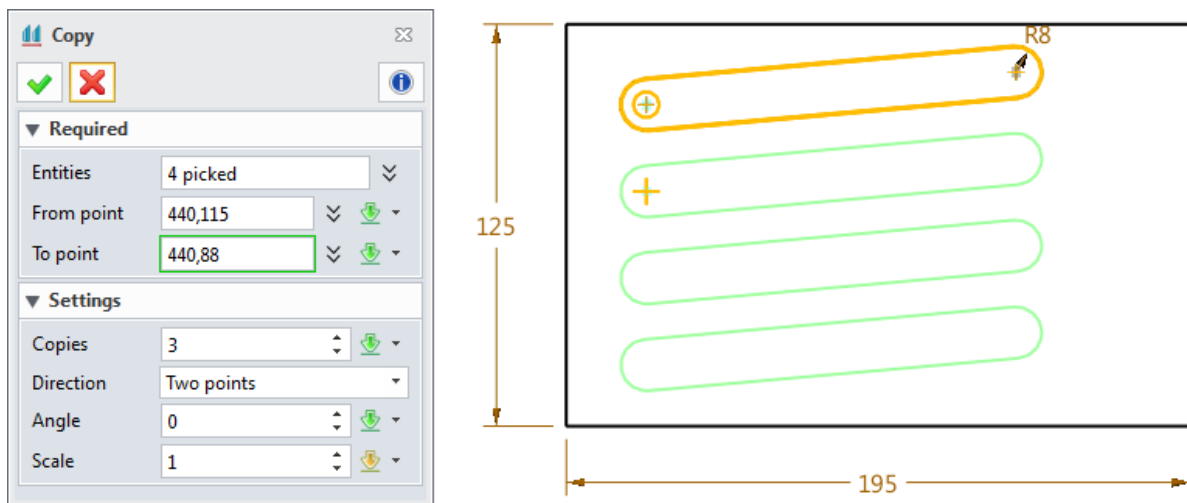 Copy
Required
Entities 4 picked
From point 440,115
To point 440,88
Settings
Copies 3
Direction Two points
Angle 0
Scale 1
R8
125
195